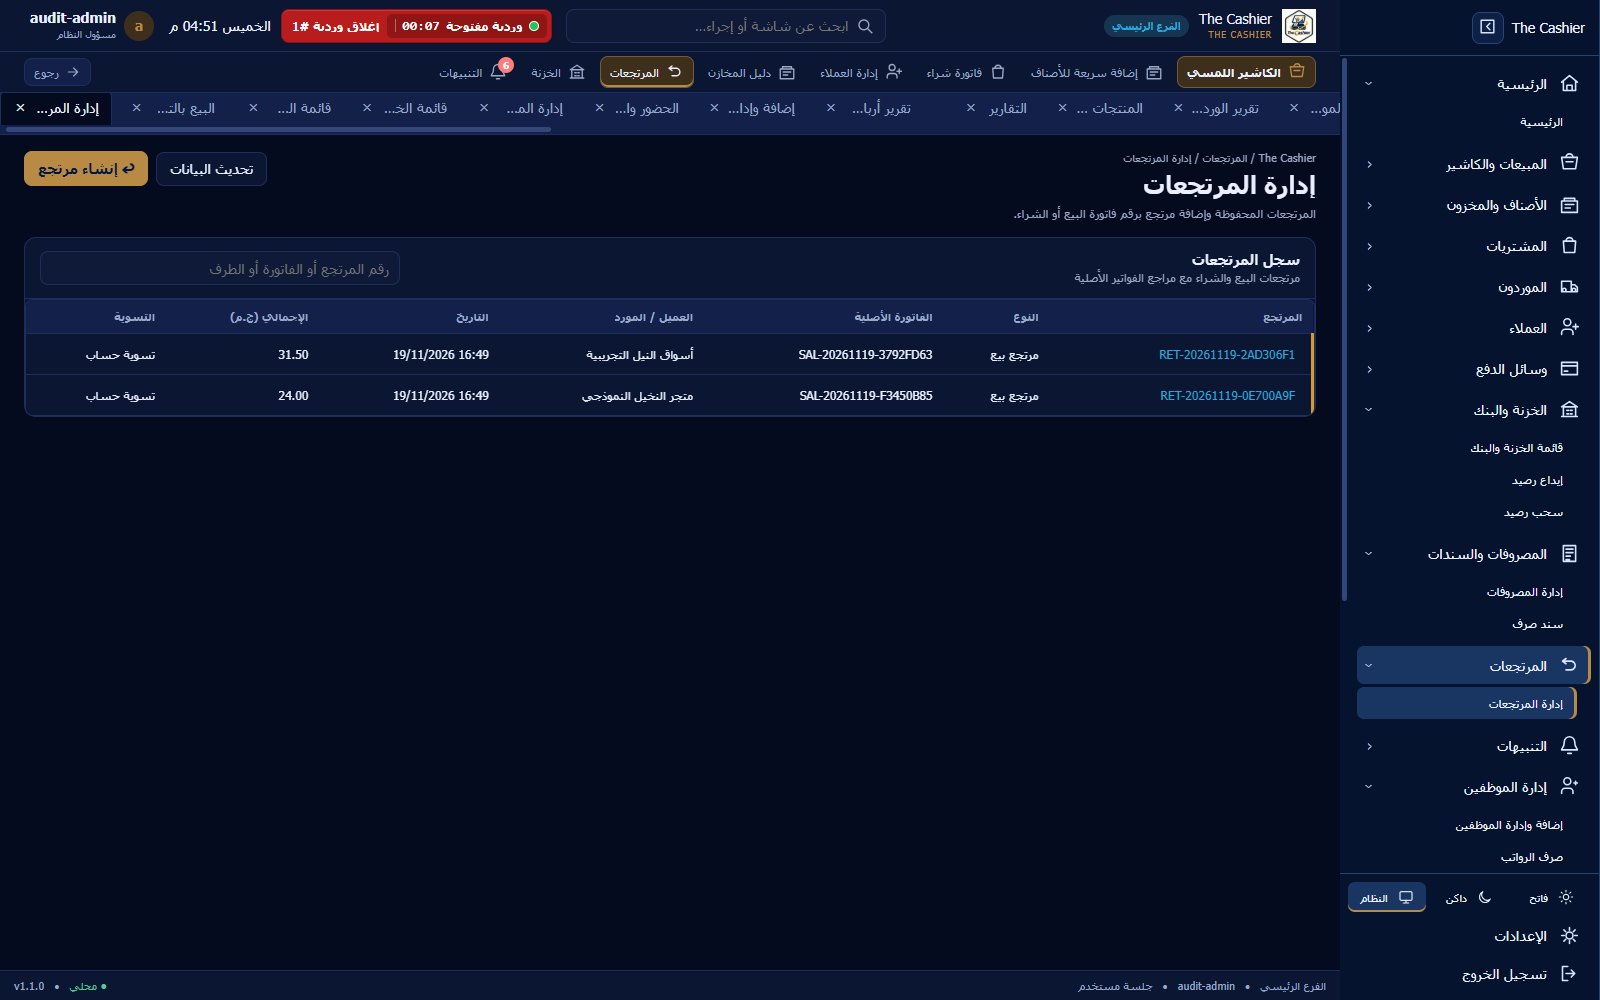 The Cashier
الرئيسية
الرئيسية
المبيعات والكاشير
الأصناف والمخزون
المشتريات
الموردون
العملاء
وسائل الدفع
الخزنة والبنك
قائمة الخزنة والبنك
إيداع رصيد
سحب رصيد
المصروفات والسندات
إدارة المصروفات
سند صرف
المرتجعات
إدارة المرتجعات
التنبيهات
إدارة الموظفين
إضافة وإدارة الموظفين
صرف الرواتب
فاتح داكن النظام
الإعدادات
تسجيل الخروج
The Cashier
THE CASHIER
الفرع الرئيسي
ابحث عن شاشة أو إجراء...
وردية مفتوحة 00:07 إغلاق وردية #1
الخميس 04:51 م
a
audit-admin
مسؤول النظام
الكاشير اللمسي إضافة سريعة للأصناف فاتورة شراء إدارة العملاء دليل المخازن المرتجعات الخزنة التنبيهات 6 رجوع
المو... تقرير الورد... المنتجات ... التقارير تقرير أربا... إضافة وإدا... الحضور وا... إدارة المـ... قائمة الخـ... قائمة الـ... البيع بالتـ... إدارة المر...
The Cashier / المرتجعات / إدارة المرتجعات
إدارة المرتجعات
المرتجعات المحفوظة وإضافة مرتجع برقم فاتورة البيع أو الشراء.
تحديث البيانات
إنشاء مرتجع
سجل المرتجعات
مرتجعات البيع والشراء مع مراجع الفواتير الأصلية
رقم المرتجع أو الفاتورة أو الطرف
المرتجع النوع الفاتورة الأصلية العميل / المورد التاريخ الإجمالي (ج.م) التسوية
RET-20261119-2AD306F1 مرتجع بيع SAL-20261119-3792FD63 أسواق النيل التجريبية 19/11/2026 16:49 31.50 تسوية حساب
RET-20261119-0E700A9F مرتجع بيع SAL-20261119-F3450B85 متجر النخيل النموذجي 19/11/2026 16:49 24.00 تسوية حساب
الفرع الرئيسي • audit-admin • جلسة مستخدم
محلي • v1.1.0